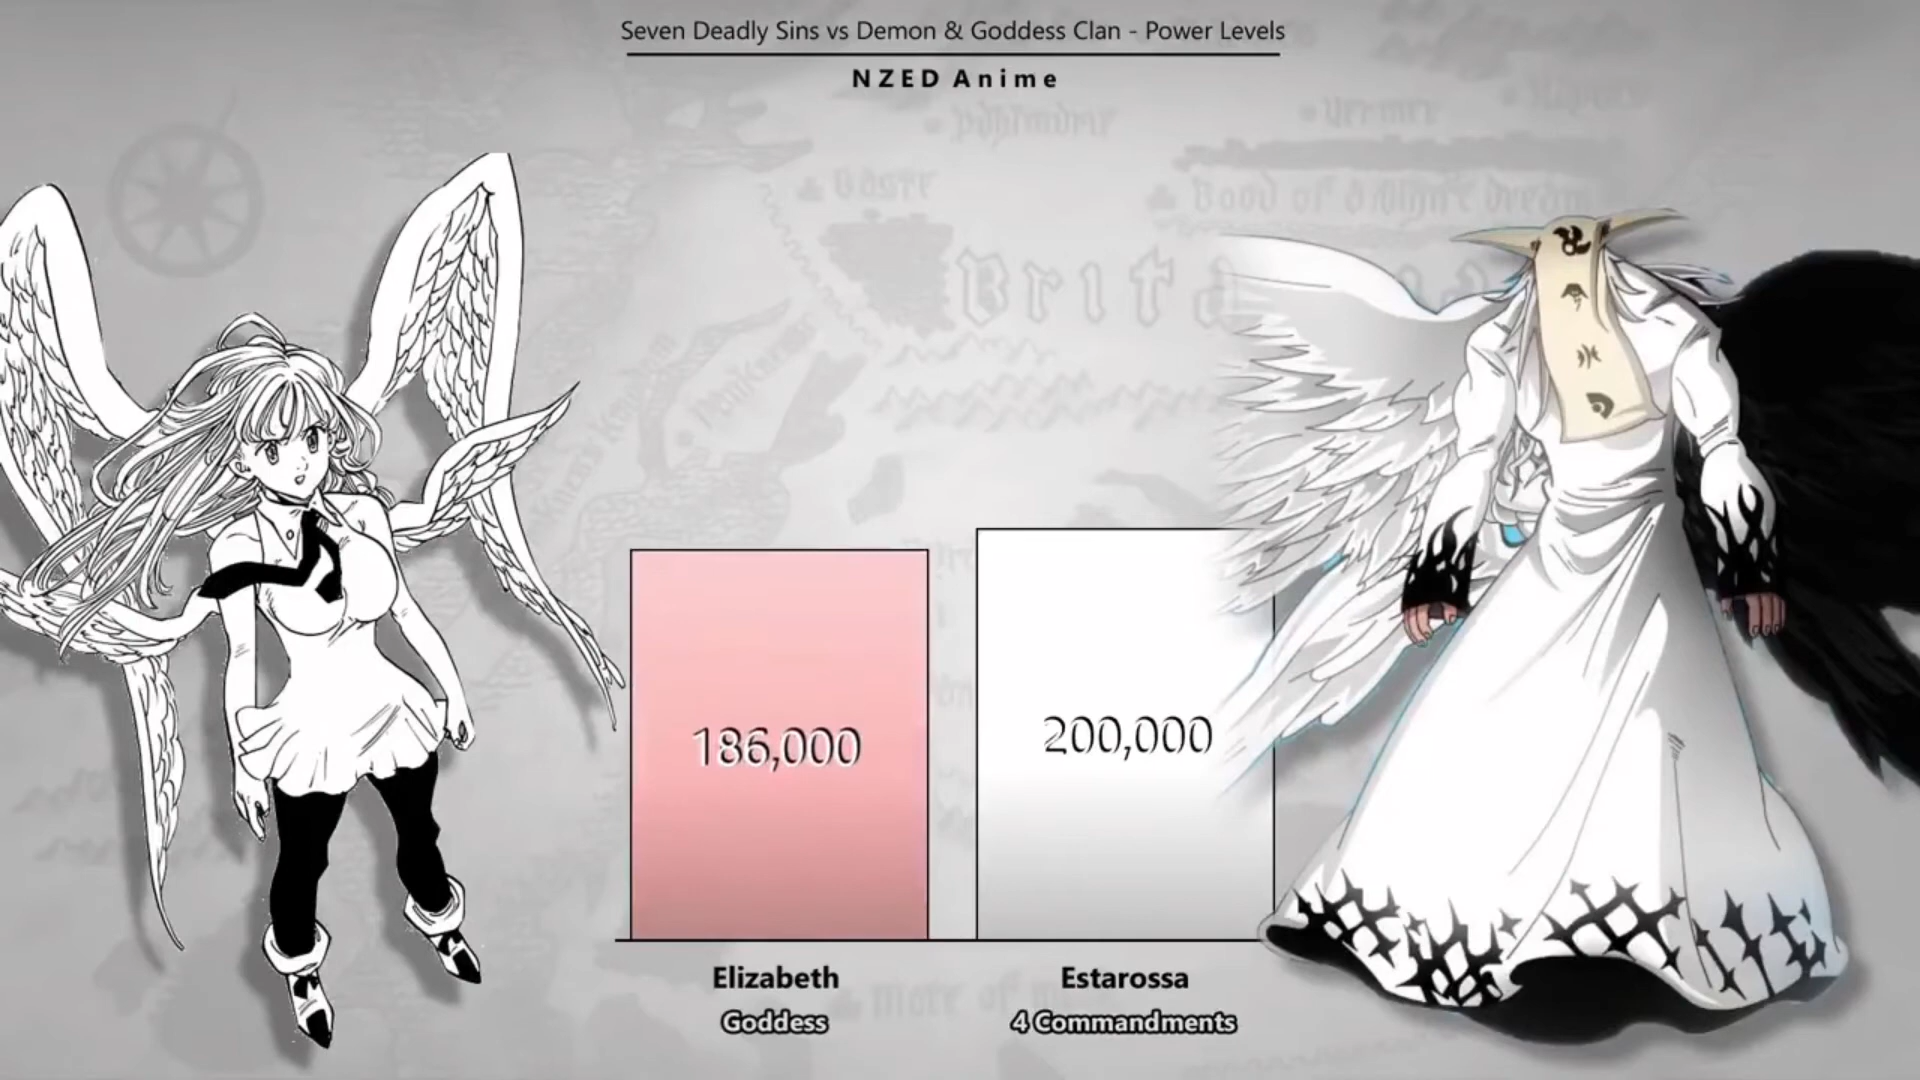 Seven Deadly Sins vs Demon & Goddess Clan - Power Levels
NZED Anime
Brita
186,000
200,000
Elizabeth
Estarossa
Goddess
4 Commandments